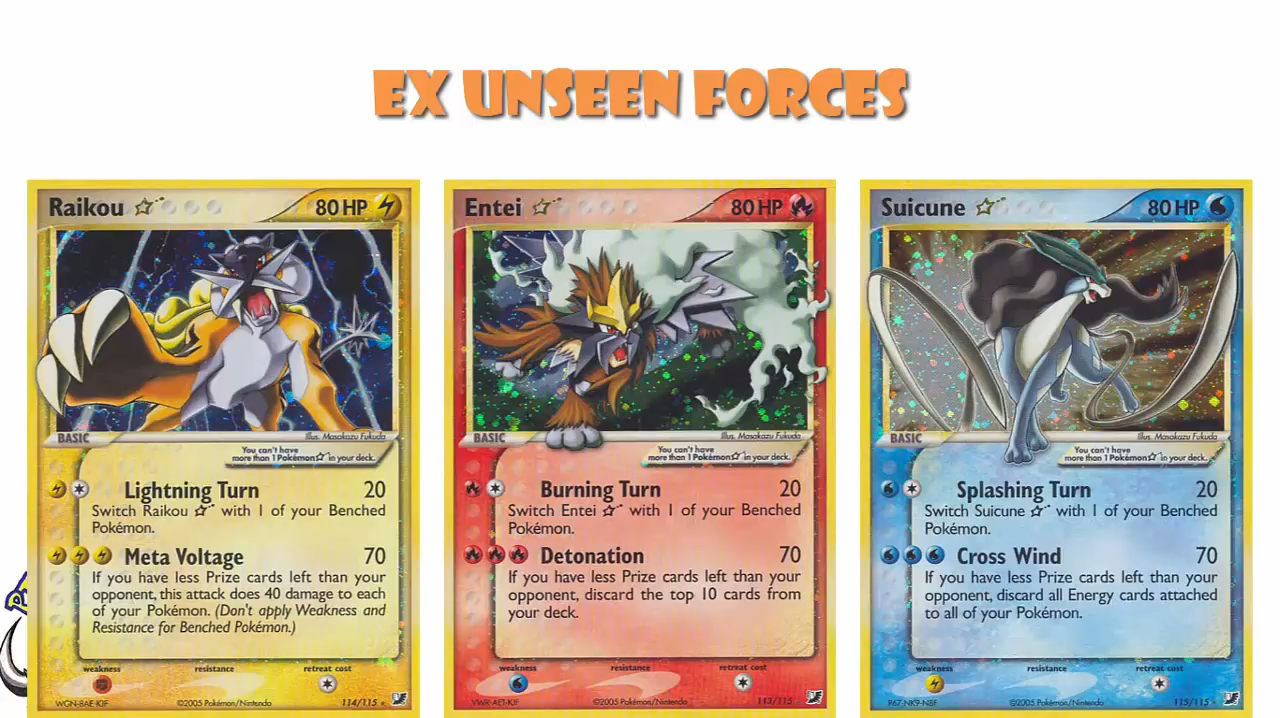 EX UNSEEN FORCES
Raikou ☆
80 HP
BASIC
Illus. Masakazu Fukuda
You can't have
more than 1 Pokémon☆ in your deck.
Lightning Turn 20
Switch Raikou ☆ with 1 of your Benched
Pokémon.
Meta Voltage 70
If you have less Prize cards left than your
opponent, this attack does 40 damage to each
of your Pokémon. (Don't apply Weakness and
Resistance for Benched Pokémon.)
weakness resistance retreat cost
WGN-8AE-KJF ©2005 Pokémon/Nintendo 114/115
Entei ☆
80 HP
BASIC
Illus. Masakazu Fukuda
You can't have
more than 1 Pokémon☆ in your deck.
Burning Turn 20
Switch Entei ☆ with 1 of your Benched
Pokémon.
Detonation 70
If you have less Prize cards left than your
opponent, discard the top 10 cards from
your deck.
weakness resistance retreat cost
©2005 Pokémon/Nintendo 113/115
Suicune ☆
80 HP
BASIC
Illus. Masakazu Fukuda
You can't have
more than 1 Pokémon☆ in your deck.
Splashing Turn 20
Switch Suicune ☆ with 1 of your Benched
Pokémon.
Cross Wind 70
If you have less Prize cards left than your
opponent, discard all Energy cards attached
to all of your Pokémon.
weakness resistance retreat cost
©2005 Pokémon/Nintendo 115/115